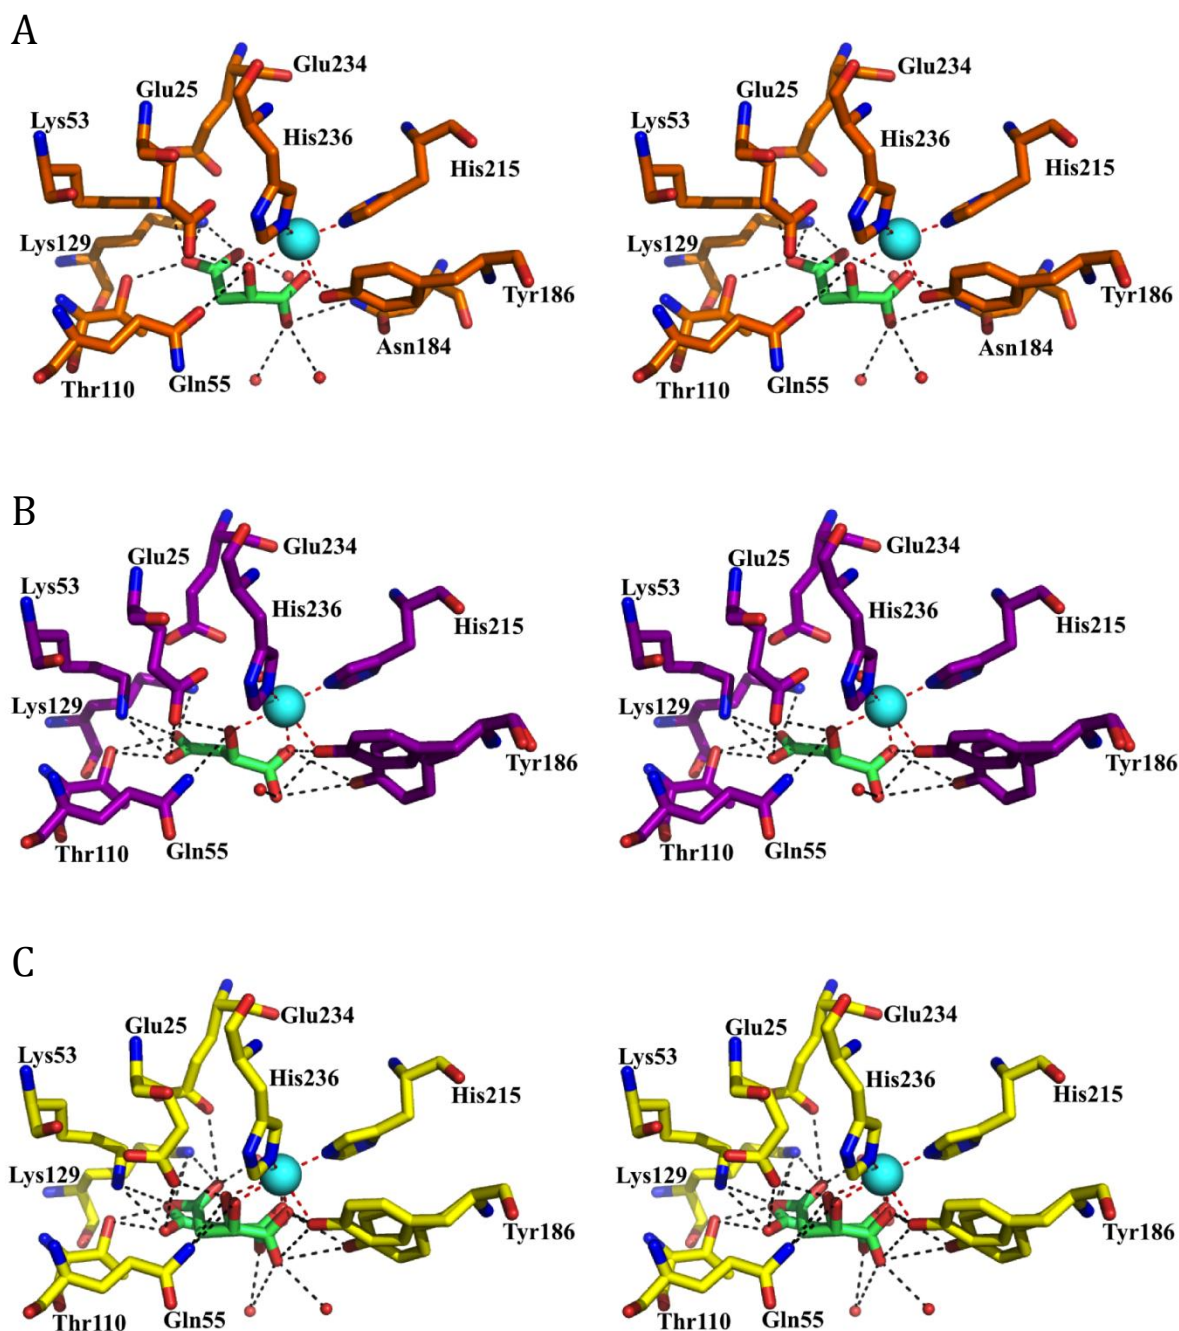 A
Glu234 Glu234
Glu25 Glu25
Lys53 Lys53
His236 His236
His215 His215
Lys129 Lys129
Tyr186 Tyr186
Asn184 Asn184
Thr110 Gln55 Thr110 Gln55
B
Glu234 Glu234
Glu25 Glu25
Lys53 Lys53
His236 His236
His215 His215
Lys129 Lys129
Tyr186 Tyr186
Thr110 Gln55 Thr110 Gln55
C
Glu234 Glu234
Glu25 Glu25
Lys53 Lys53
His236 His236
His215 His215
Lys129 Lys129
Tyr186 Tyr186
Thr110 Gln55 Thr110 Gln55